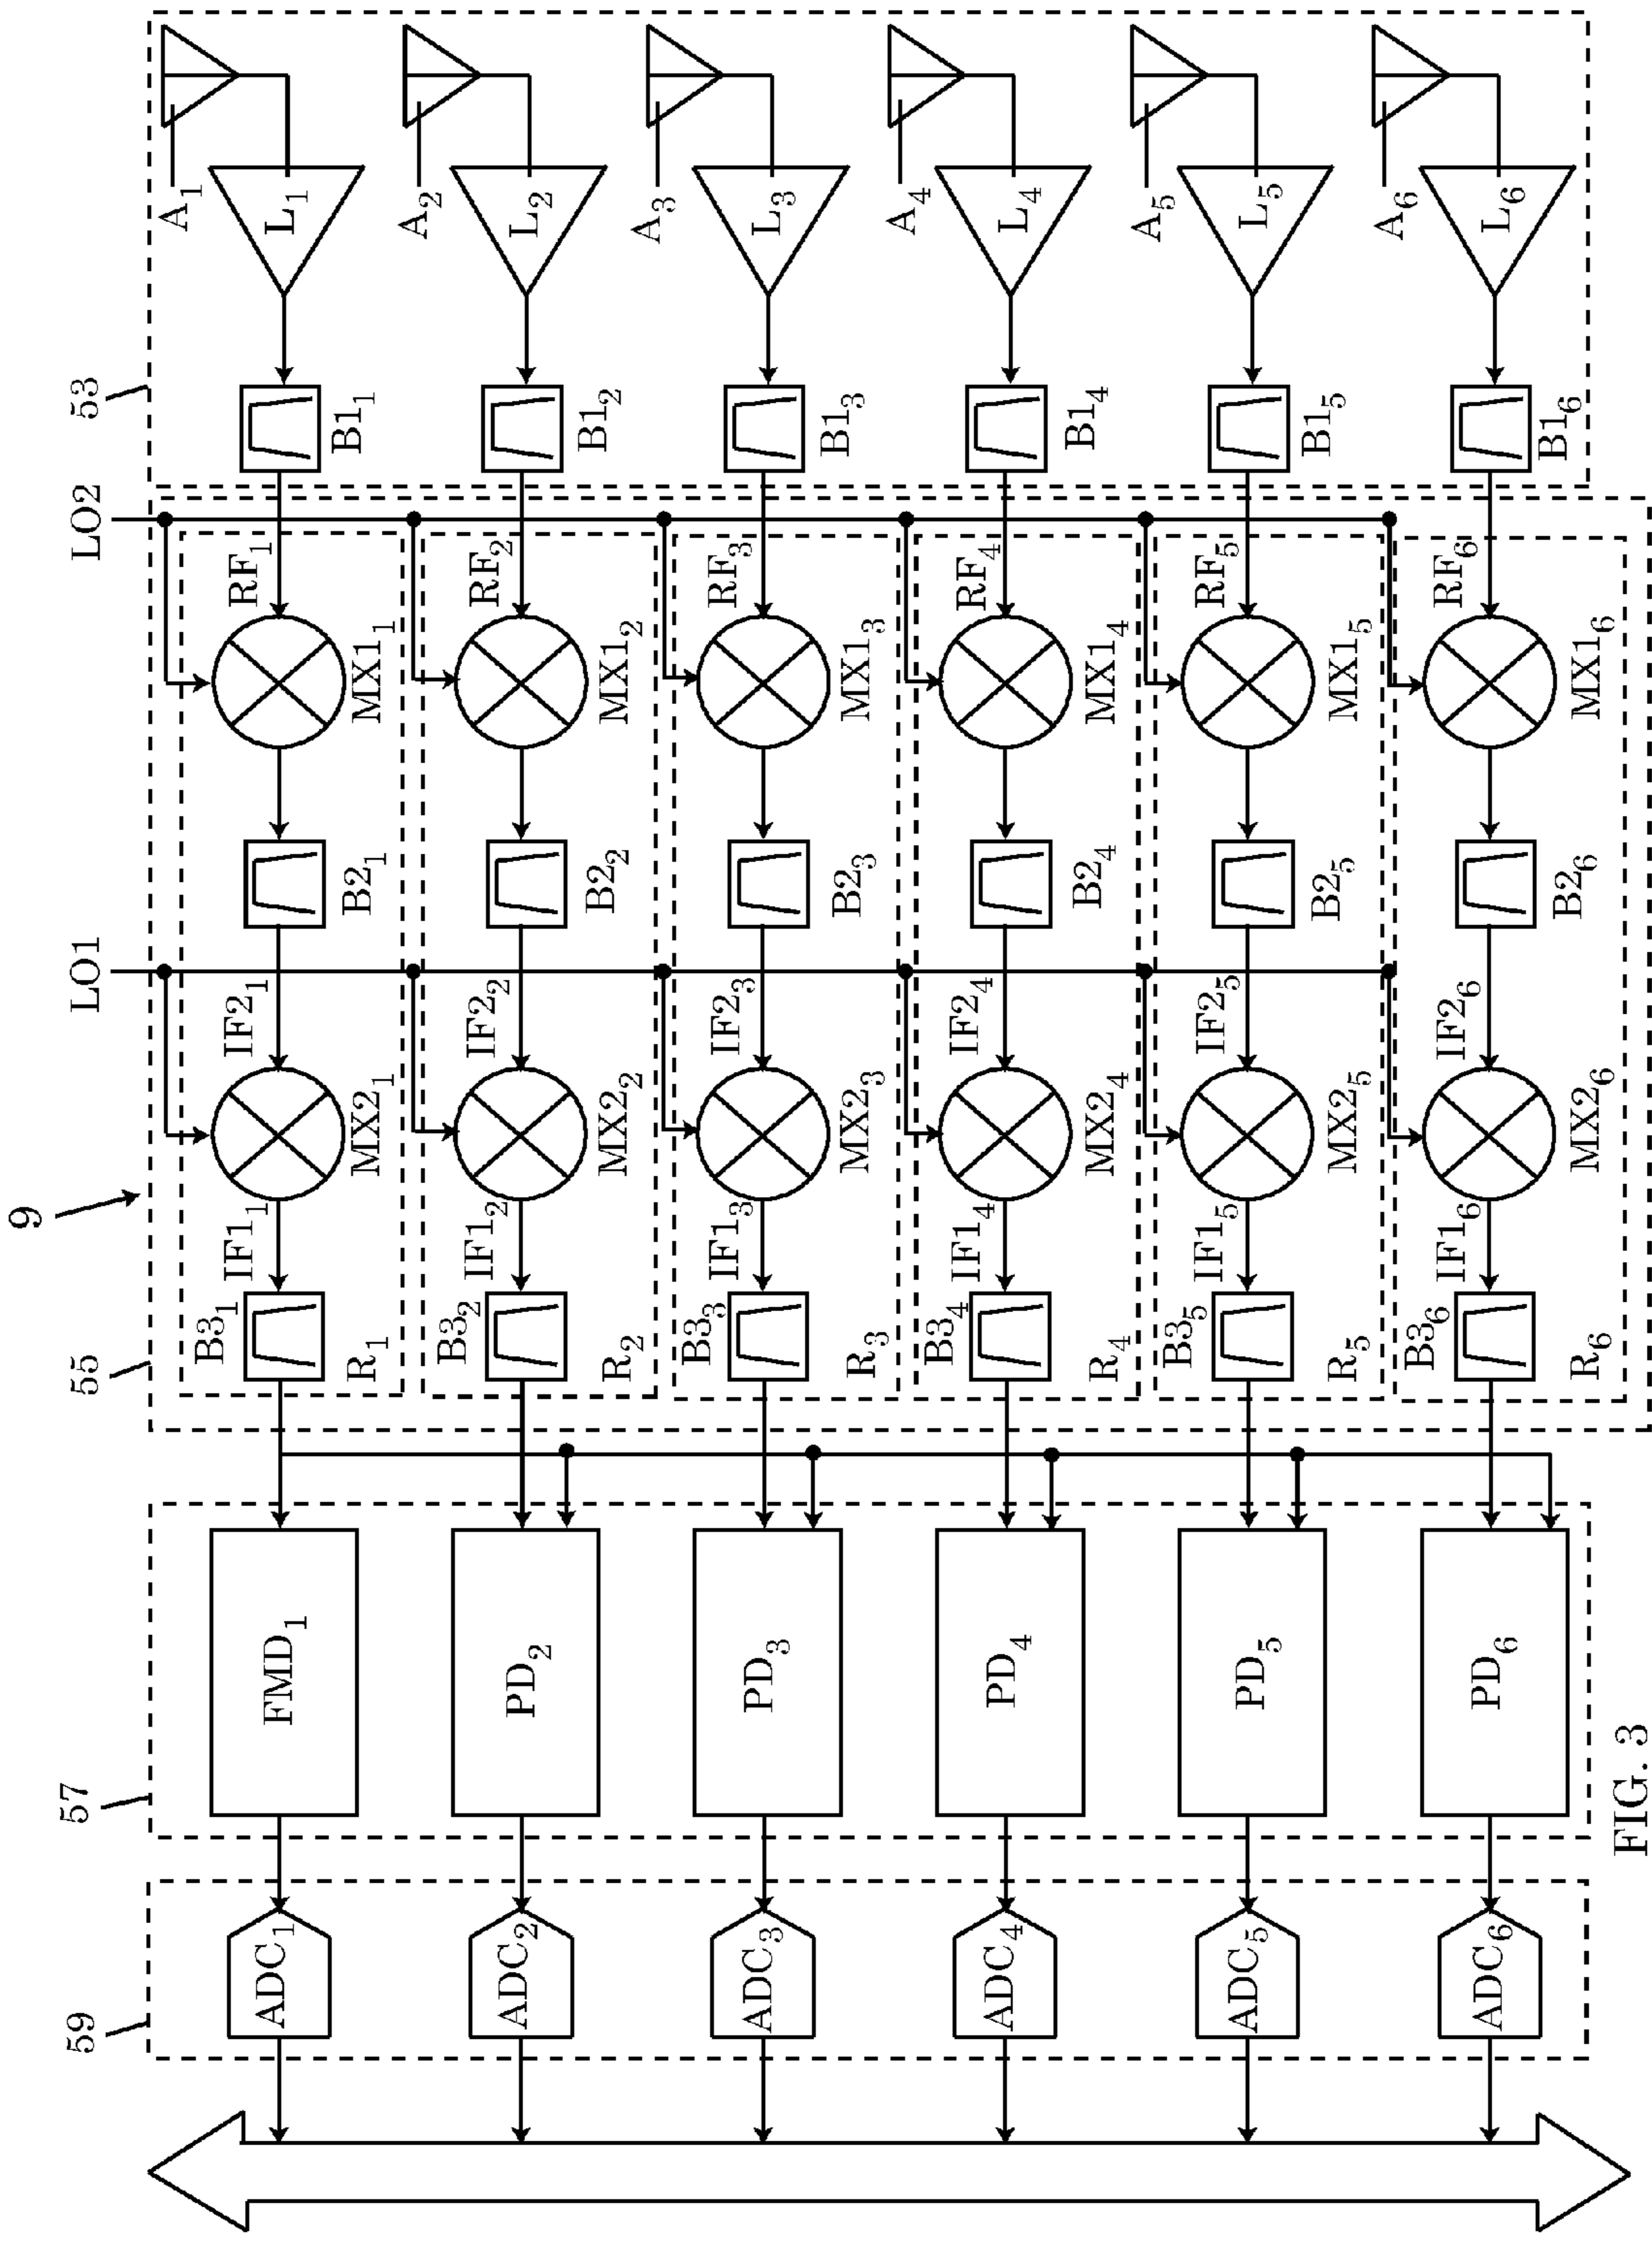 A₁
A₂
A₃
A₄
A₅
A₆
L₁
L₂
L₃
L₄
L₅
L₆
53
B1₁
B1₂
B1₃
B1₄
B1₅
B1₆
LO2
RF₁
RF₂
RF₃
RF₄
RF₅
RF₆
MX1₁
MX1₂
MX1₃
MX1₄
MX1₅
MX1₆
B2₁
B2₂
B2₃
B2₄
B2₅
B2₆
LO1
IF2₁
IF2₂
IF2₃
IF2₄
IF2₅
IF2₆
MX2₁
MX2₂
MX2₃
MX2₄
MX2₅
MX2₆
9
IF1₁
IF1₂
IF1₃
IF1₄
IF1₅
IF1₆
B3₁
B3₂
B3₃
B3₄
B3₅
B3₆
55
R₁
R₂
R₃
R₄
R₅
R₆
FMD₁
PD₂
PD₃
PD₄
PD₅
PD₆
57
ADC₁
ADC₂
ADC₃
ADC₄
ADC₅
ADC₆
59
FIG. 3